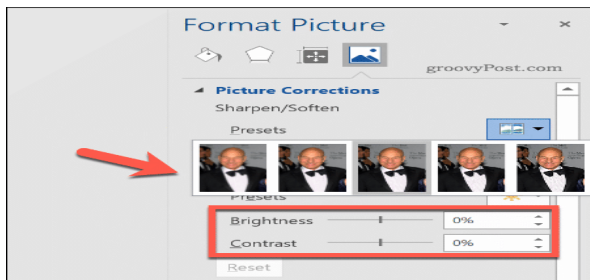 Format Picture
groovyPost.com
Picture Corrections
Sharpen/Soften
Presets
Presets
Brightness 0%
Contrast 0%
Reset